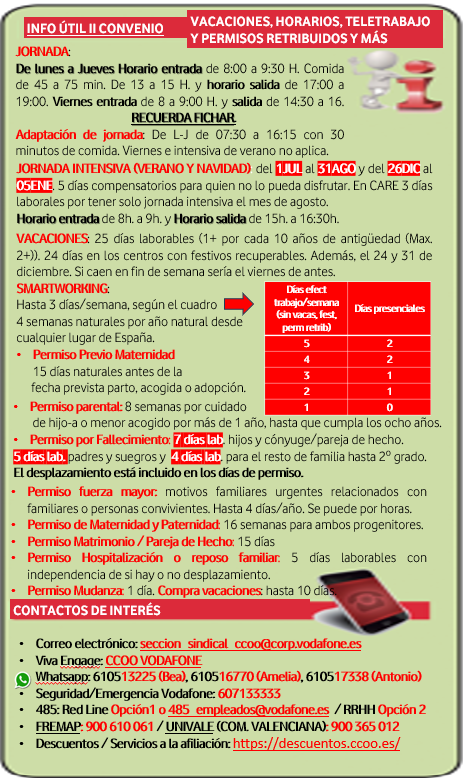 INFO ÚTIL II CONVENIO
VACACIONES, HORARIOS, TELETRABAJO
Y PERMISOS RETRIBUIDOS Y MÁS
JORNADA:
De lunes a Jueves Horario entrada de 8:00 a 9:30 H. Comida
de 45 a 75 min. De 13 a 15 H. y horario salida de 17:00 a
19:00. Viernes entrada de 8 a 9:00 H. y salida de 14:30 a 16.
RECUERDA FICHAR.
Adaptación de jornada: De L-J de 07:30 a 16:15 con 30
minutos de comida. Viernes e intensiva de verano no aplica.
JORNADA INTENSIVA (VERANO Y NAVIDAD) del 1JUL al 31AGO y del 26DIC al
05ENE. 5 días compensatorios para quien no lo pueda disfrutar. En CARE 3 días
laborales por tener solo jornada intensiva el mes de agosto.
Horario entrada de 8h. a 9h. y Horario salida de 15h. a 16:30h.
VACACIONES: 25 días laborables (1+ por cada 10 años de antigüedad (Max.
2+)). 24 días en los centros con festivos recuperables. Además, el 24 y 31 de
diciembre. Si caen en fin de semana sería el viernes de antes.
SMARTWORKING:
Hasta 3 días/semana, según el cuadro
4 semanas naturales por año natural desde
cualquier lugar de España.
Días efect
trabajo/semana
(sin vacas, fest,
perm retrib)
Días presenciales
5 2
4 2
3 1
2 1
1 0
• Permiso Previo Maternidad
15 días naturales antes de la
fecha prevista parto, acogida o adopción.
• Permiso parental: 8 semanas por cuidado
de hijo-a o menor acogido por más de 1 año, hasta que cumpla los ocho años.
• Permiso por Fallecimiento: 7 días lab. hijos y cónyuge/pareja de hecho.
5 días lab. padres y suegros y 4 días lab. para el resto de familia hasta 2º grado.
El desplazamiento está incluido en los días de permiso.
• Permiso fuerza mayor: motivos familiares urgentes relacionados con
familiares o personas convivientes. Hasta 4 días/año. Se puede por horas.
• Permiso de Maternidad y Paternidad: 16 semanas para ambos progenitores.
• Permiso Matrimonio / Pareja de Hecho: 15 días
• Permiso Hospitalización o reposo familiar: 5 días laborables con
independencia de si hay o no desplazamiento.
• Permiso Mudanza: 1 día. Compra vacaciones: hasta 10 días.
CONTACTOS DE INTERÉS
• Correo electrónico: seccion_sindical_ccoo@corp.vodafone.es
• Viva Engage: CCOO VODAFONE
Whatsapp: 610513225 (Bea), 610516770 (Amelia), 610517338 (Antonio)
• Seguridad/Emergencia Vodafone: 607133333
• 485: Red Line Opción1 o 485_empleados@vodafone.es / RRHH Opción 2
• FREMAP: 900 610 061 / UNIVALE (COM. VALENCIANA): 900 365 012
• Descuentos / Servicios a la afiliación: https://descuentos.ccoo.es/